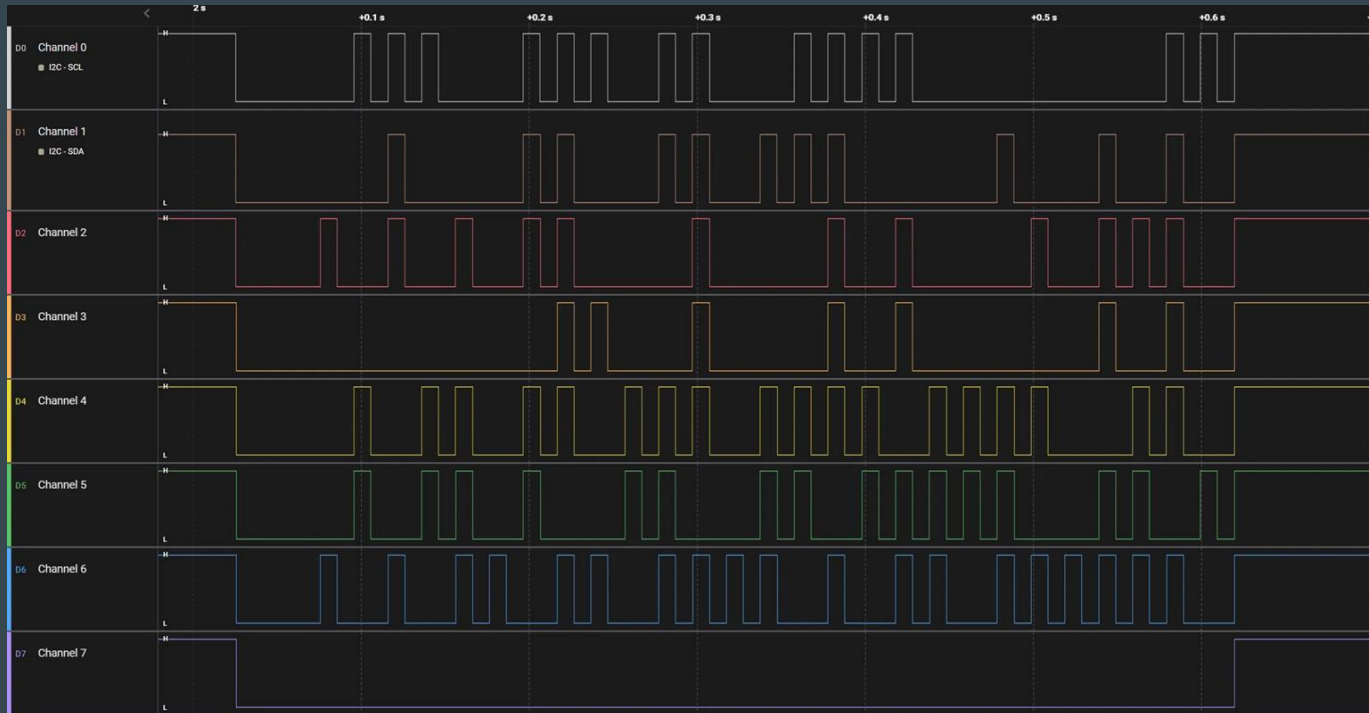 2 s
+0.1 s +0.2 s +0.3 s +0.4 s +0.5 s +0.6 s
D0 Channel 0 H
I2C - SCL
L
D1 Channel 1 H
I2C - SDA
L
D2 Channel 2 H
L
D3 Channel 3 H
L
D4 Channel 4 H
L
D5 Channel 5 H
L
D6 Channel 6 H
L
D7 Channel 7 H
L